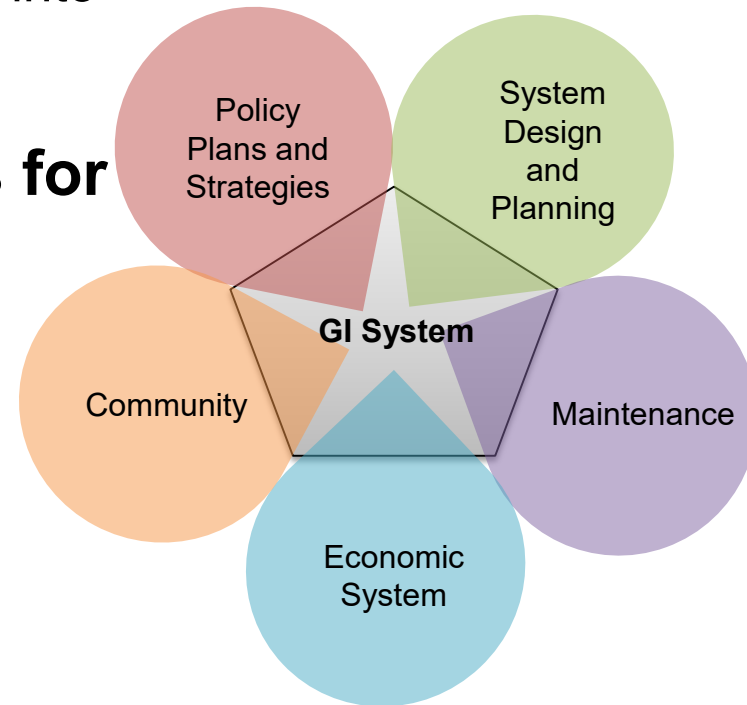 Policy
Plans and
Strategies
System
Design
and
Planning
for
GI System
Community
Maintenance
Economic
System